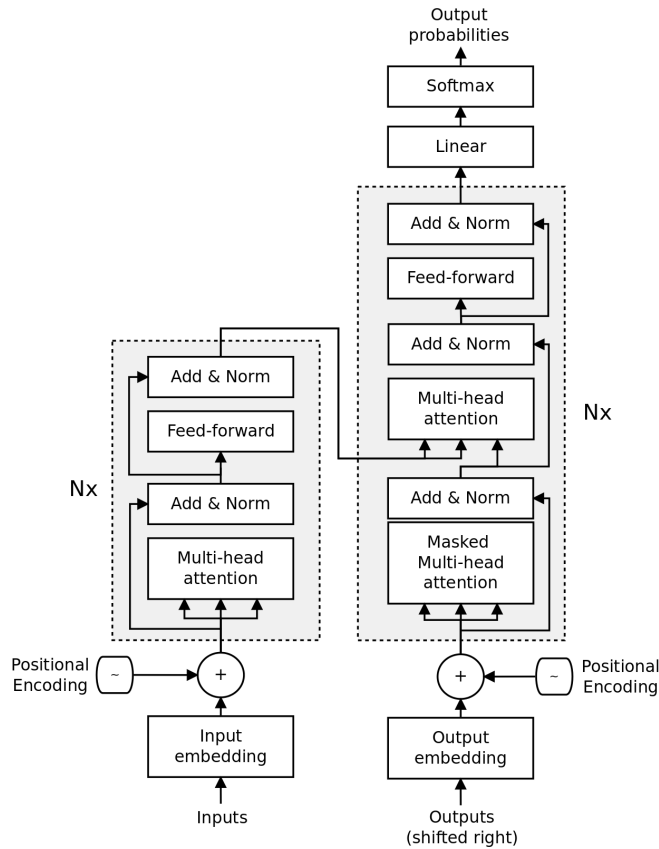 Output
probabilities
Softmax
Linear
Add & Norm
Feed-forward
Add & Norm
Multi-head
attention
Nx
Add & Norm
Masked
Multi-head
attention
Positional
Encoding
~
+
Output
embedding
Outputs
(shifted right)
Add & Norm
Feed-forward
Nx
Add & Norm
Multi-head
attention
Positional
Encoding
~
+
Input
embedding
Inputs